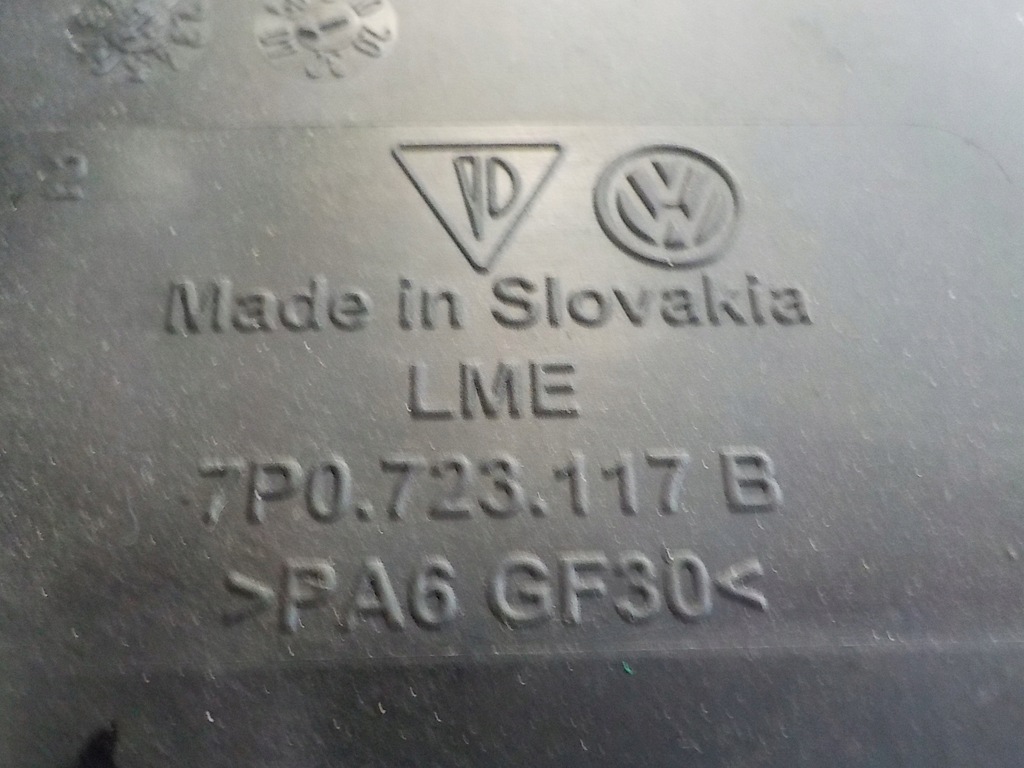 Made in Slovakia
LME
7P0.723.117 B
>PA6 GF30<